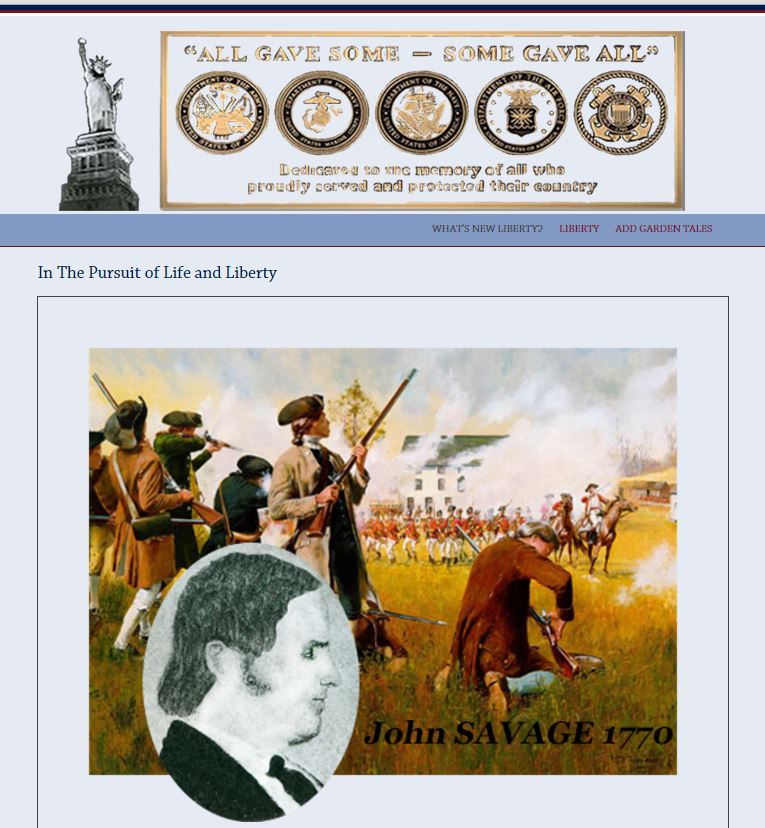 “ALL GAVE SOME — SOME GAVE ALL”
Dedicated to the memory of all who
proudly served and protected their country
WHAT'S NEW LIBERTY2 LIBERTY ADD GARDEN TALES
In The Pursuit of Life and Liberty
John SAVAGE 1770